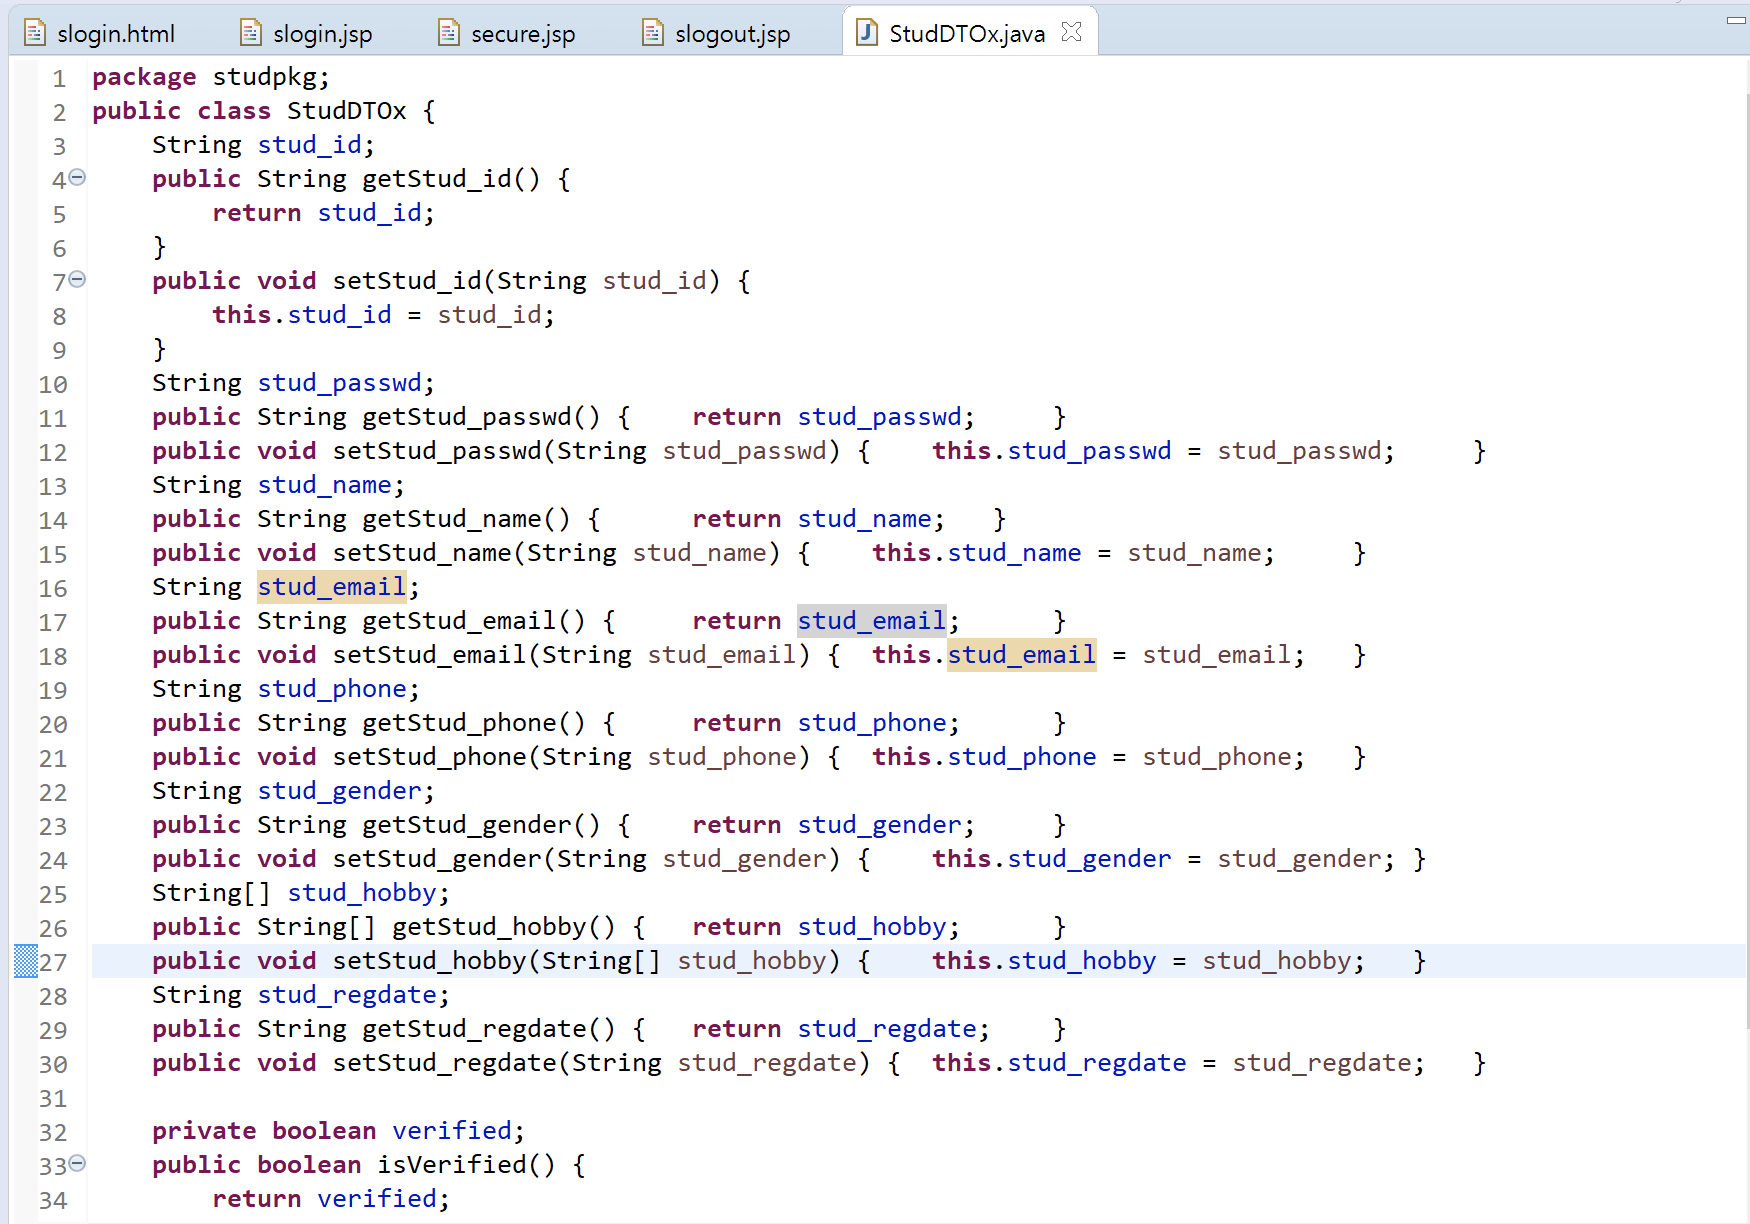 slogin.html slogin.jsp secure.jsp slogout.jsp J StudDTOx.java
1 package studpkg;
2 public class StudDTOx {
3 String stud_id;
4 public String getStud_id() {
5 return stud_id;
6 }
7 public void setStud_id(String stud_id) {
8 this.stud_id = stud_id;
9 }
10 String stud_passwd;
11 public String getStud_passwd() { return stud_passwd; }
12 public void setStud_passwd(String stud_passwd) { this.stud_passwd = stud_passwd; }
13 String stud_name;
14 public String getStud_name() { return stud_name; }
15 public void setStud_name(String stud_name) { this.stud_name = stud_name; }
16 String stud_email;
17 public String getStud_email() { return stud_email; }
18 public void setStud_email(String stud_email) { this.stud_email = stud_email; }
19 String stud_phone;
20 public String getStud_phone() { return stud_phone; }
21 public void setStud_phone(String stud_phone) { this.stud_phone = stud_phone; }
22 String stud_gender;
23 public String getStud_gender() { return stud_gender; }
24 public void setStud_gender(String stud_gender) { this.stud_gender = stud_gender; }
25 String[] stud_hobby;
26 public String[] getStud_hobby() { return stud_hobby; }
27 public void setStud_hobby(String[] stud_hobby) { this.stud_hobby = stud_hobby; }
28 String stud_regdate;
29 public String getStud_regdate() { return stud_regdate; }
30 public void setStud_regdate(String stud_regdate) { this.stud_regdate = stud_regdate; }
31
32 private boolean verified;
33 public boolean isVerified() {
34 return verified;